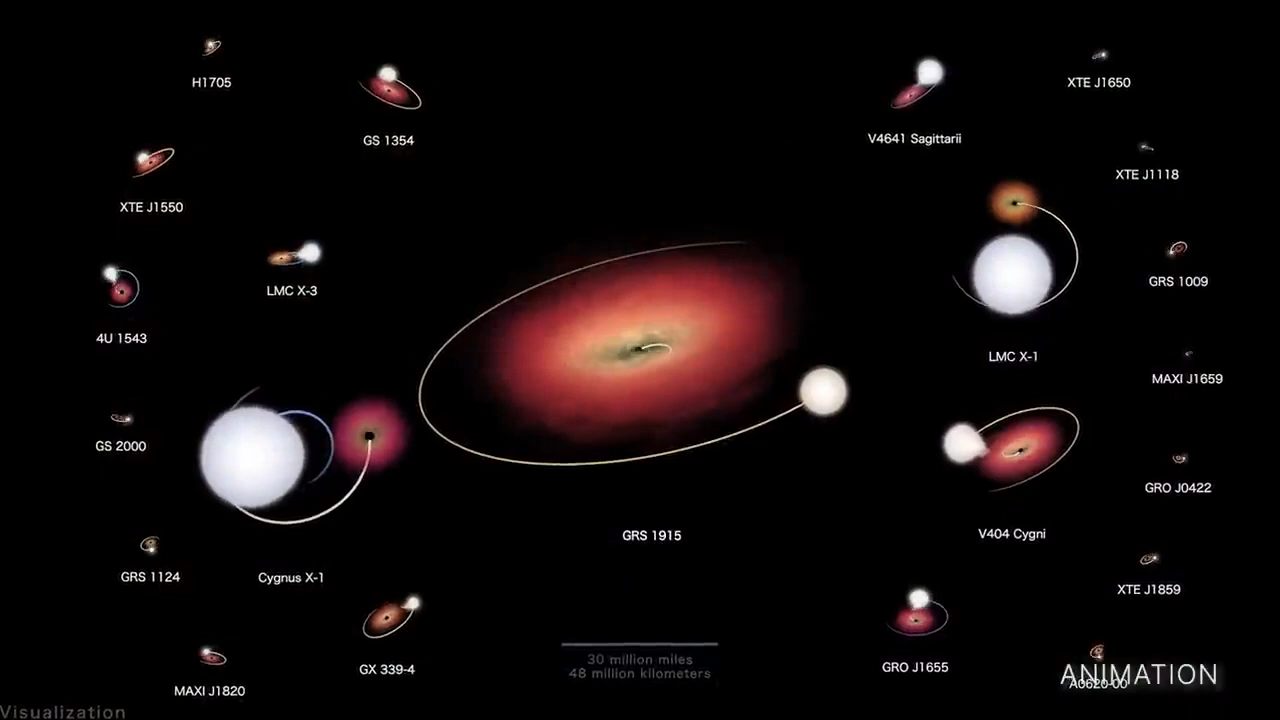 H1705
XTE J1650
GS 1354
V4641 Sagittarii
XTE J1118
XTE J1550
GRS 1009
LMC X-3
4U 1543
LMC X-1
MAXI J1659
GS 2000
GRO J0422
GRS 1915
V404 Cygni
GRS 1124
Cygnus X-1
XTE J1859
30 million miles
48 million kilometers
GX 339-4
GRO J1655
ANIMATION
A0620-00
MAXI J1820
Visualization